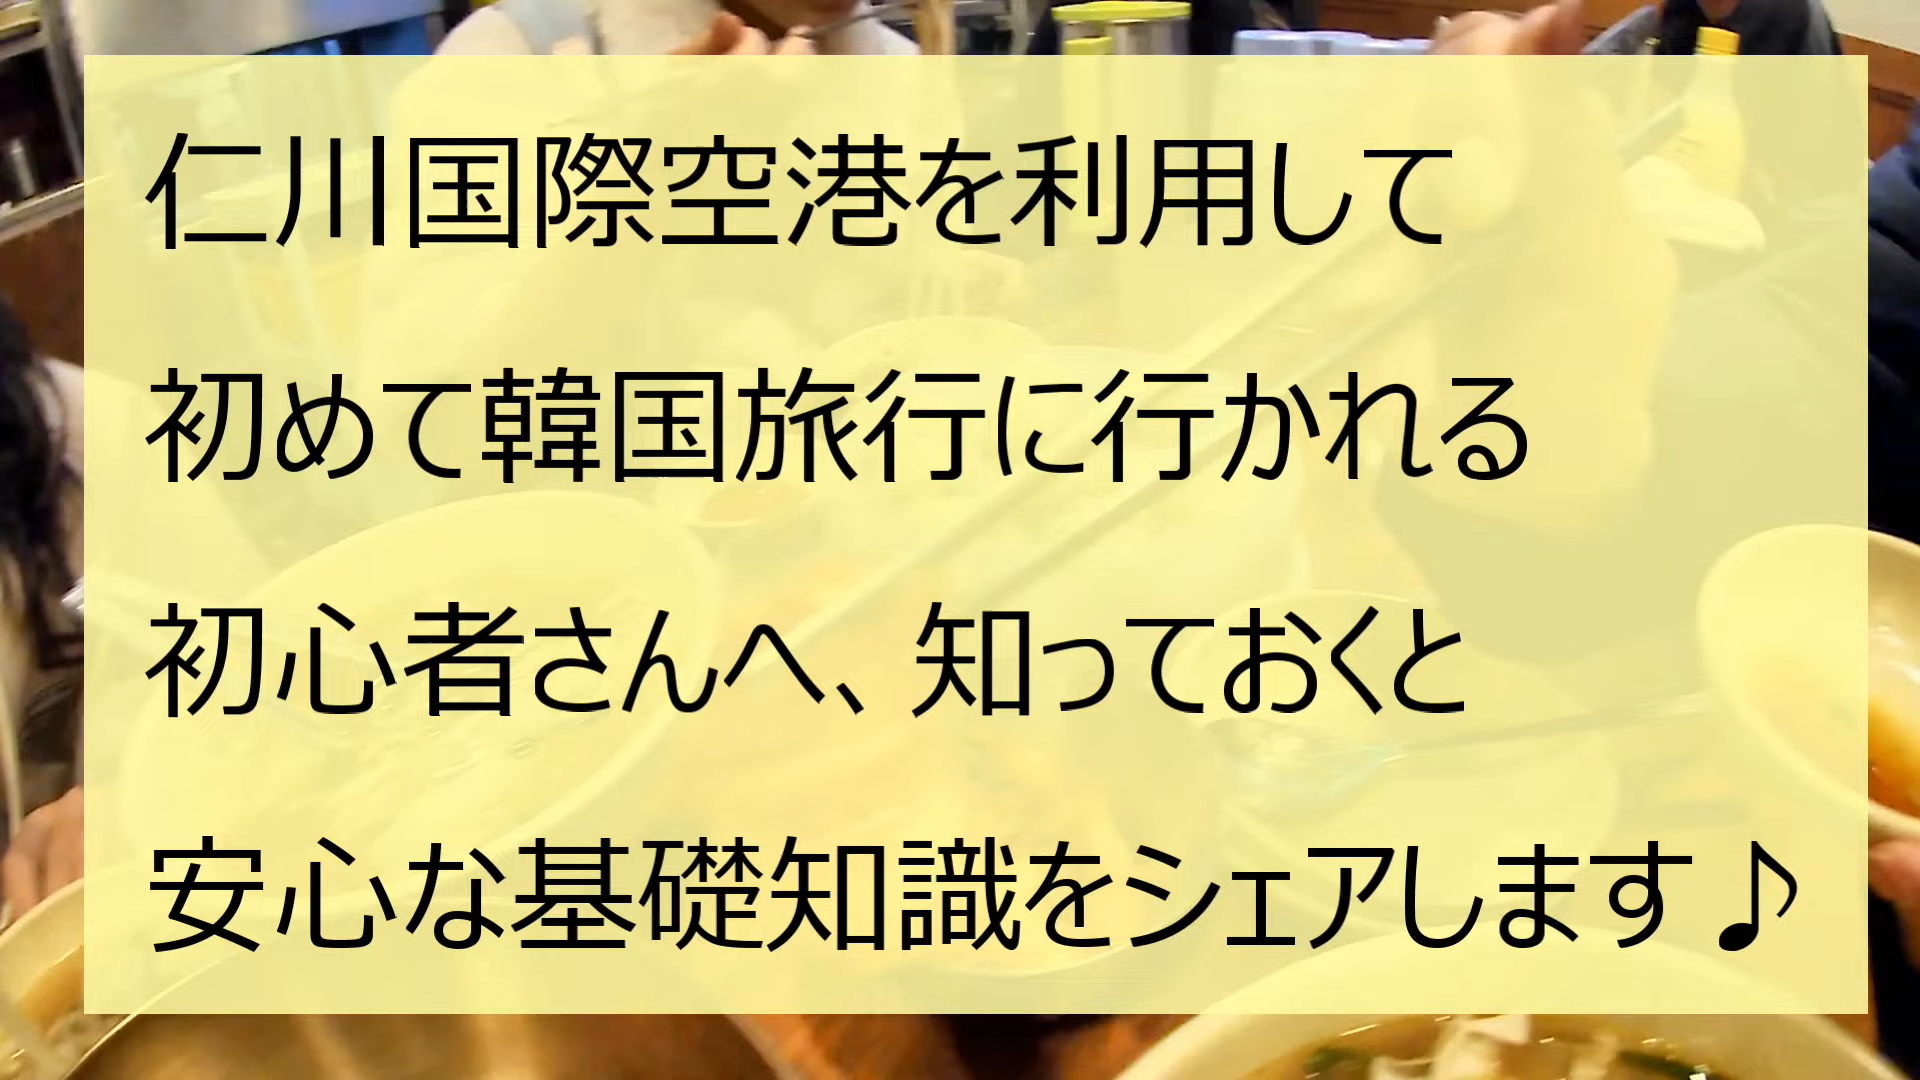 仁川国際空港を利用して
初めて韓国旅行に行かれる
初心者さんへ、知っておくと
安心な基礎知識をシェアします♪